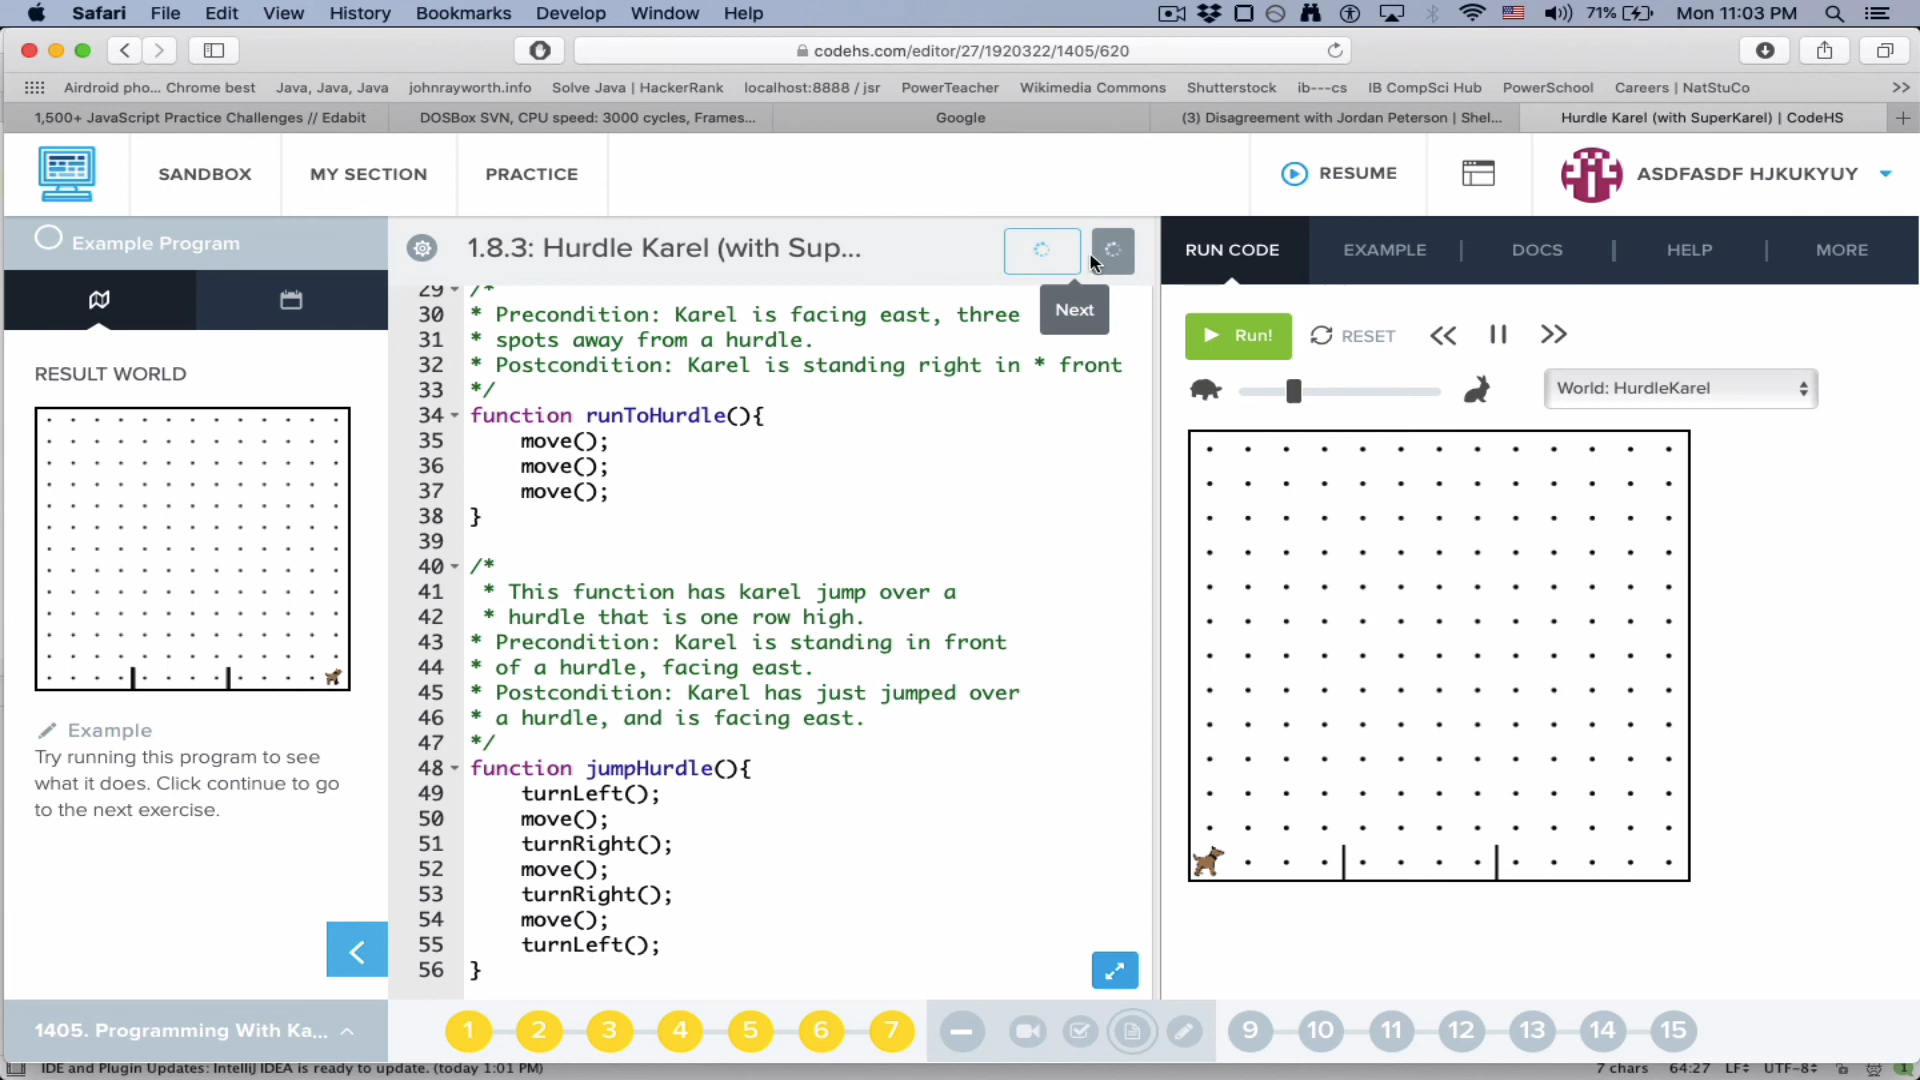 Safari File Edit View History Bookmarks Develop Window Help 71% Mon 11:03 PM
codehs.com/editor/27/1920322/1405/620
Airdroid pho... Chrome best Java, Java, Java johnrayworth.info Solve Java | HackerRank localhost:8888 / jsr PowerTeacher Wikimedia Commons Shutterstock ib---cs IB CompSci Hub PowerSchool Careers | NatStuCo
1,500+ JavaScript Practice Challenges // Edabit DOSBox SVN, CPU speed: 3000 cycles, Frames... Google (3) Disagreement with Jordan Peterson | Shel... Hurdle Karel (with SuperKarel) | CodeHS
SANDBOX MY SECTION PRACTICE RESUME ASDFASDF HJKUKYUY
Example Program
1.8.3: Hurdle Karel (with Sup...
Next
RUN CODE EXAMPLE DOCS HELP MORE
Run! RESET
World: HurdleKarel
RESULT WORLD
Example
Try running this program to see
what it does. Click continue to go
to the next exercise.
29 /*
30 * Precondition: Karel is facing east, three
31 * spots away from a hurdle.
32 * Postcondition: Karel is standing right in * front
33 */
34 function runToHurdle(){
35 move();
36 move();
37 move();
38 }
39
40 /*
41 * This function has karel jump over a
42 * hurdle that is one row high.
43 * Precondition: Karel is standing in front
44 * of a hurdle, facing east.
45 * Postcondition: Karel has just jumped over
46 * a hurdle, and is facing east.
47 */
48 function jumpHurdle(){
49 turnLeft();
50 move();
51 turnRight();
52 move();
53 turnRight();
54 move();
55 turnLeft();
56 }
1405. Programming With Ka... 1 2 3 4 5 6 7 9 10 11 12 13 14 15
IDE and Plugin Updates: IntelliJ IDEA is ready to update. (today 1:01 PM) 7 chars 64:27 LF UTF-8